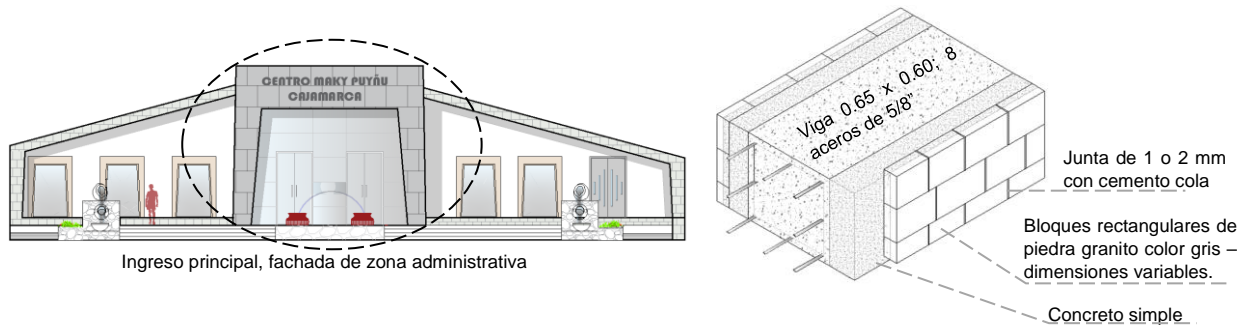 CENTRO MAKY PUYÑU
CAJAMARCA
Ingreso principal, fachada de zona administrativa
Viga 0.65 x 0.60; 8
aceros de 5/8”
Junta de 1 o 2 mm
con cemento cola
Bloques rectangulares de
piedra granito color gris –
dimensiones variables.
Concreto simple